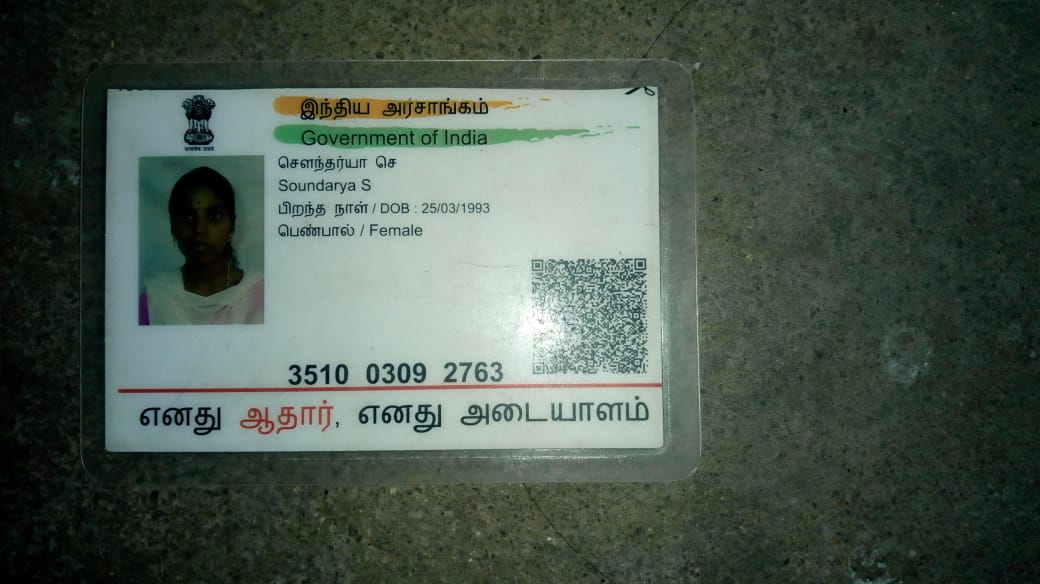 இந்திய அரசாங்கம்
Government of India
சௌந்தர்யா செ
Soundarya S
பிறந்த நாள் / DOB : 25/03/1993
பெண்பால் / Female
3510 0309 2763
எனது ஆதார், எனது அடையாளம்